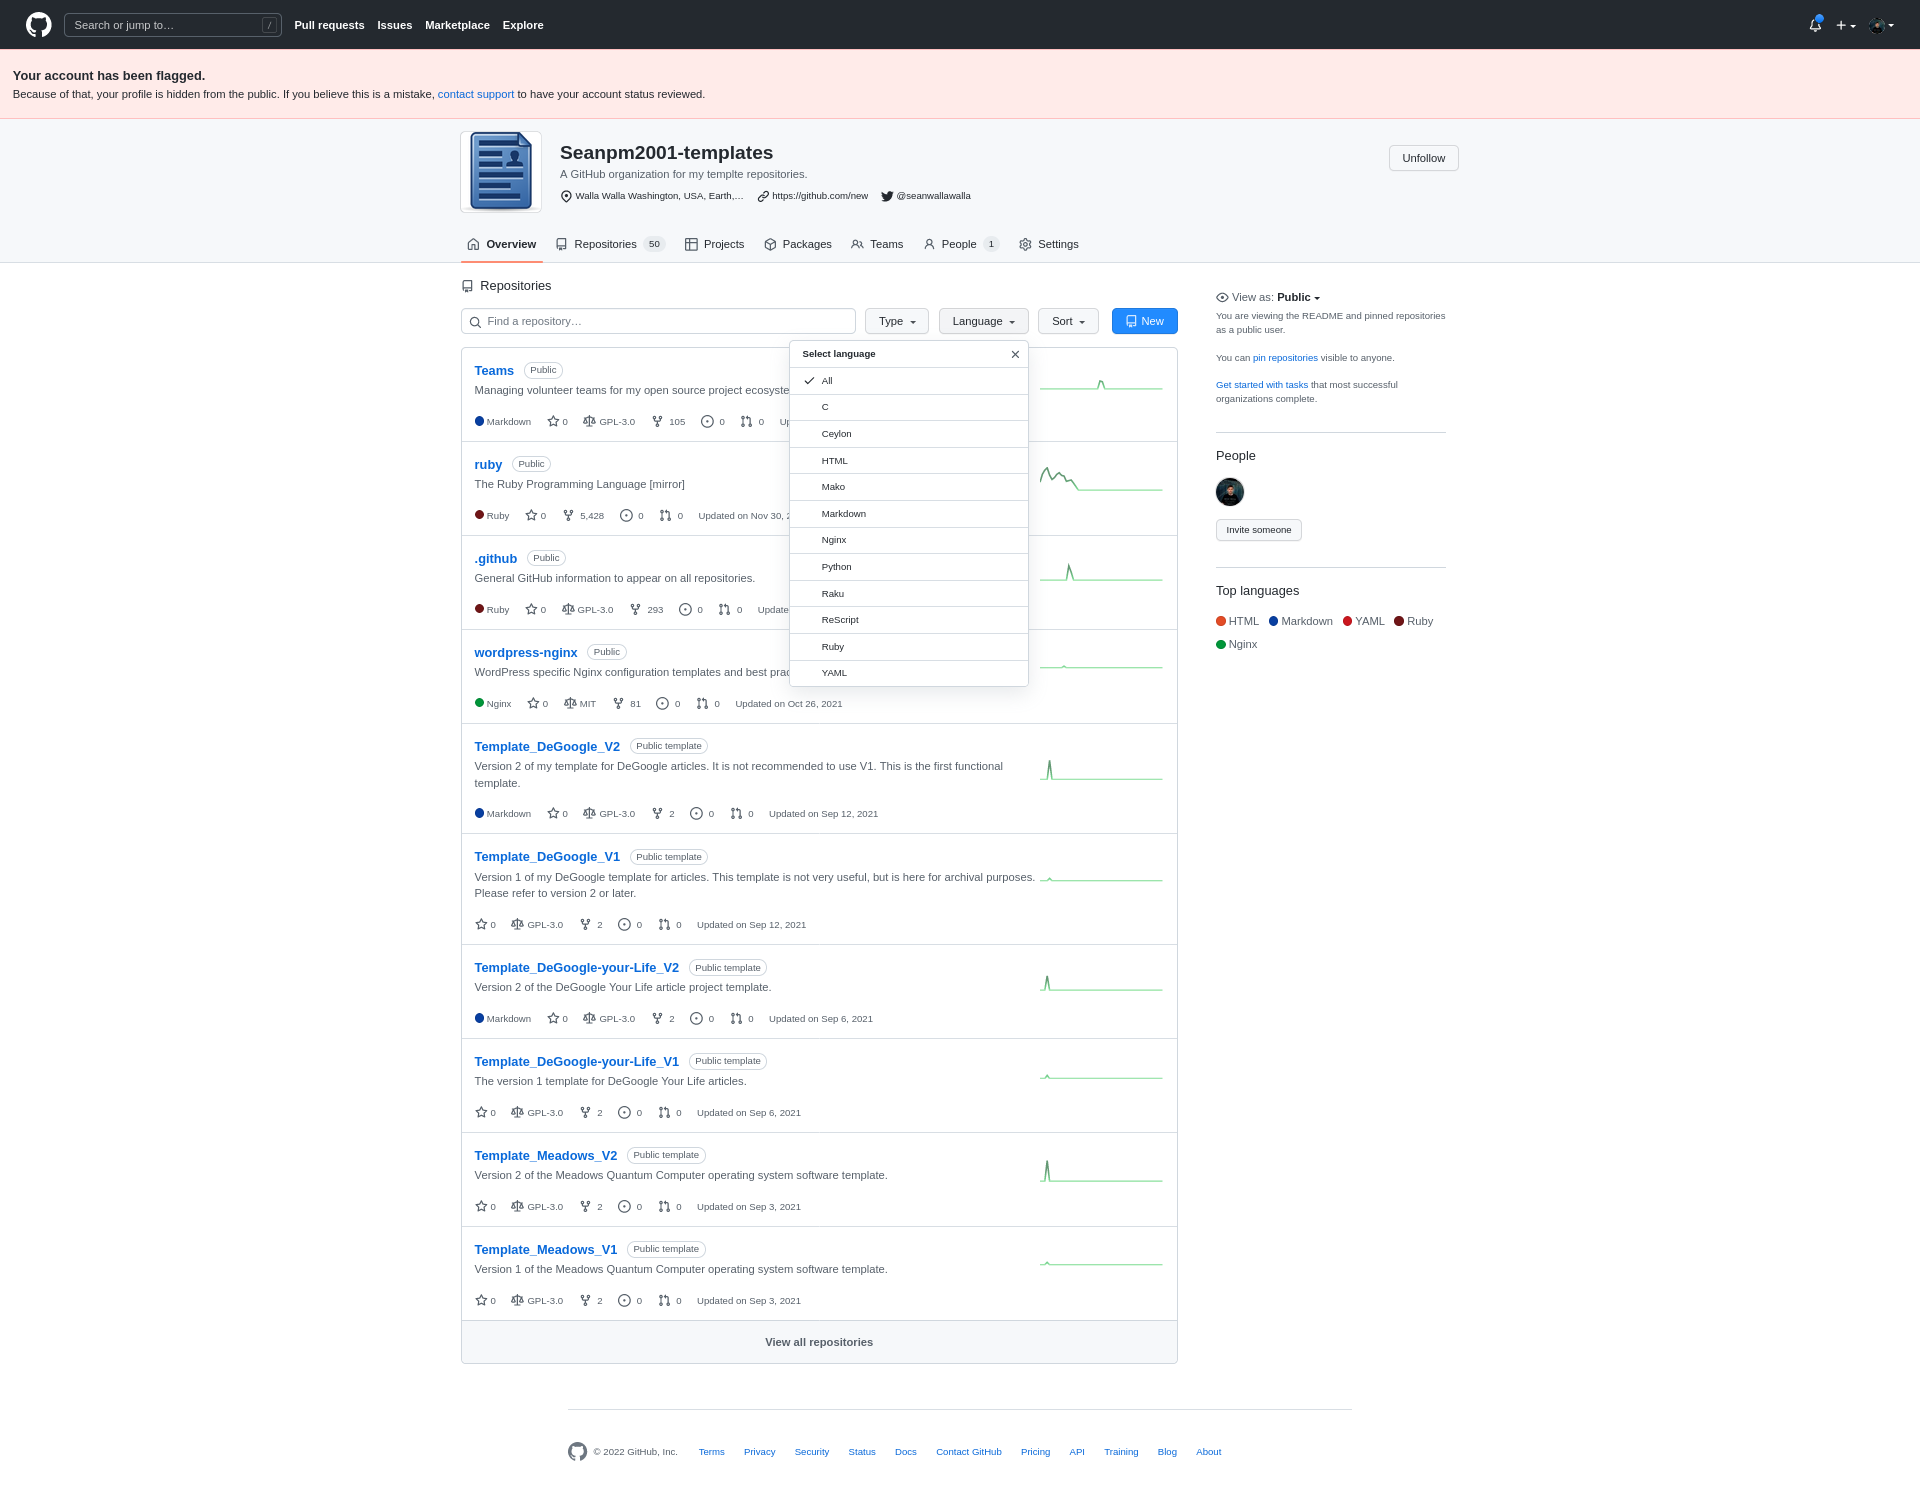 Search or jump to… /
Pull requests Issues Marketplace Explore
Your account has been flagged.
Because of that, your profile is hidden from the public. If you believe this is a mistake, contact support to have your account status reviewed.
Seanpm2001-templates
A GitHub organization for my templte repositories.
Walla Walla Washington, USA, Earth,… https://github.com/new @seanwallawalla
Unfollow
Overview Repositories 50 Projects Packages Teams People 1 Settings
Repositories
Find a repository…
Type Language Sort New
Select language
All
C
Ceylon
HTML
Mako
Markdown
Nginx
Python
Raku
ReScript
Ruby
YAML
Teams Public
Managing volunteer teams for my open source project ecosyste
Markdown 0 GPL-3.0 105 0 0 Up
ruby Public
The Ruby Programming Language [mirror]
Ruby 0 5,428 0 0 Updated on Nov 30, 2
.github Public
General GitHub information to appear on all repositories.
Ruby 0 GPL-3.0 293 0 0 Update
wordpress-nginx Public
WordPress specific Nginx configuration templates and best prac
Nginx 0 MIT 81 0 0 Updated on Oct 26, 2021
Template_DeGoogle_V2 Public template
Version 2 of my template for DeGoogle articles. It is not recommended to use V1. This is the first functional
template.
Markdown 0 GPL-3.0 2 0 0 Updated on Sep 12, 2021
Template_DeGoogle_V1 Public template
Version 1 of my DeGoogle template for articles. This template is not very useful, but is here for archival purposes.
Please refer to version 2 or later.
0 GPL-3.0 2 0 0 Updated on Sep 12, 2021
Template_DeGoogle-your-Life_V2 Public template
Version 2 of the DeGoogle Your Life article project template.
Markdown 0 GPL-3.0 2 0 0 Updated on Sep 6, 2021
Template_DeGoogle-your-Life_V1 Public template
The version 1 template for DeGoogle Your Life articles.
0 GPL-3.0 2 0 0 Updated on Sep 6, 2021
Template_Meadows_V2 Public template
Version 2 of the Meadows Quantum Computer operating system software template.
0 GPL-3.0 2 0 0 Updated on Sep 3, 2021
Template_Meadows_V1 Public template
Version 1 of the Meadows Quantum Computer operating system software template.
0 GPL-3.0 2 0 0 Updated on Sep 3, 2021
View all repositories
View as: Public
You are viewing the README and pinned repositories
as a public user.
You can pin repositories visible to anyone.
Get started with tasks that most successful
organizations complete.
People
Invite someone
Top languages
HTML Markdown YAML Ruby
Nginx
© 2022 GitHub, Inc. Terms Privacy Security Status Docs Contact GitHub Pricing API Training Blog About